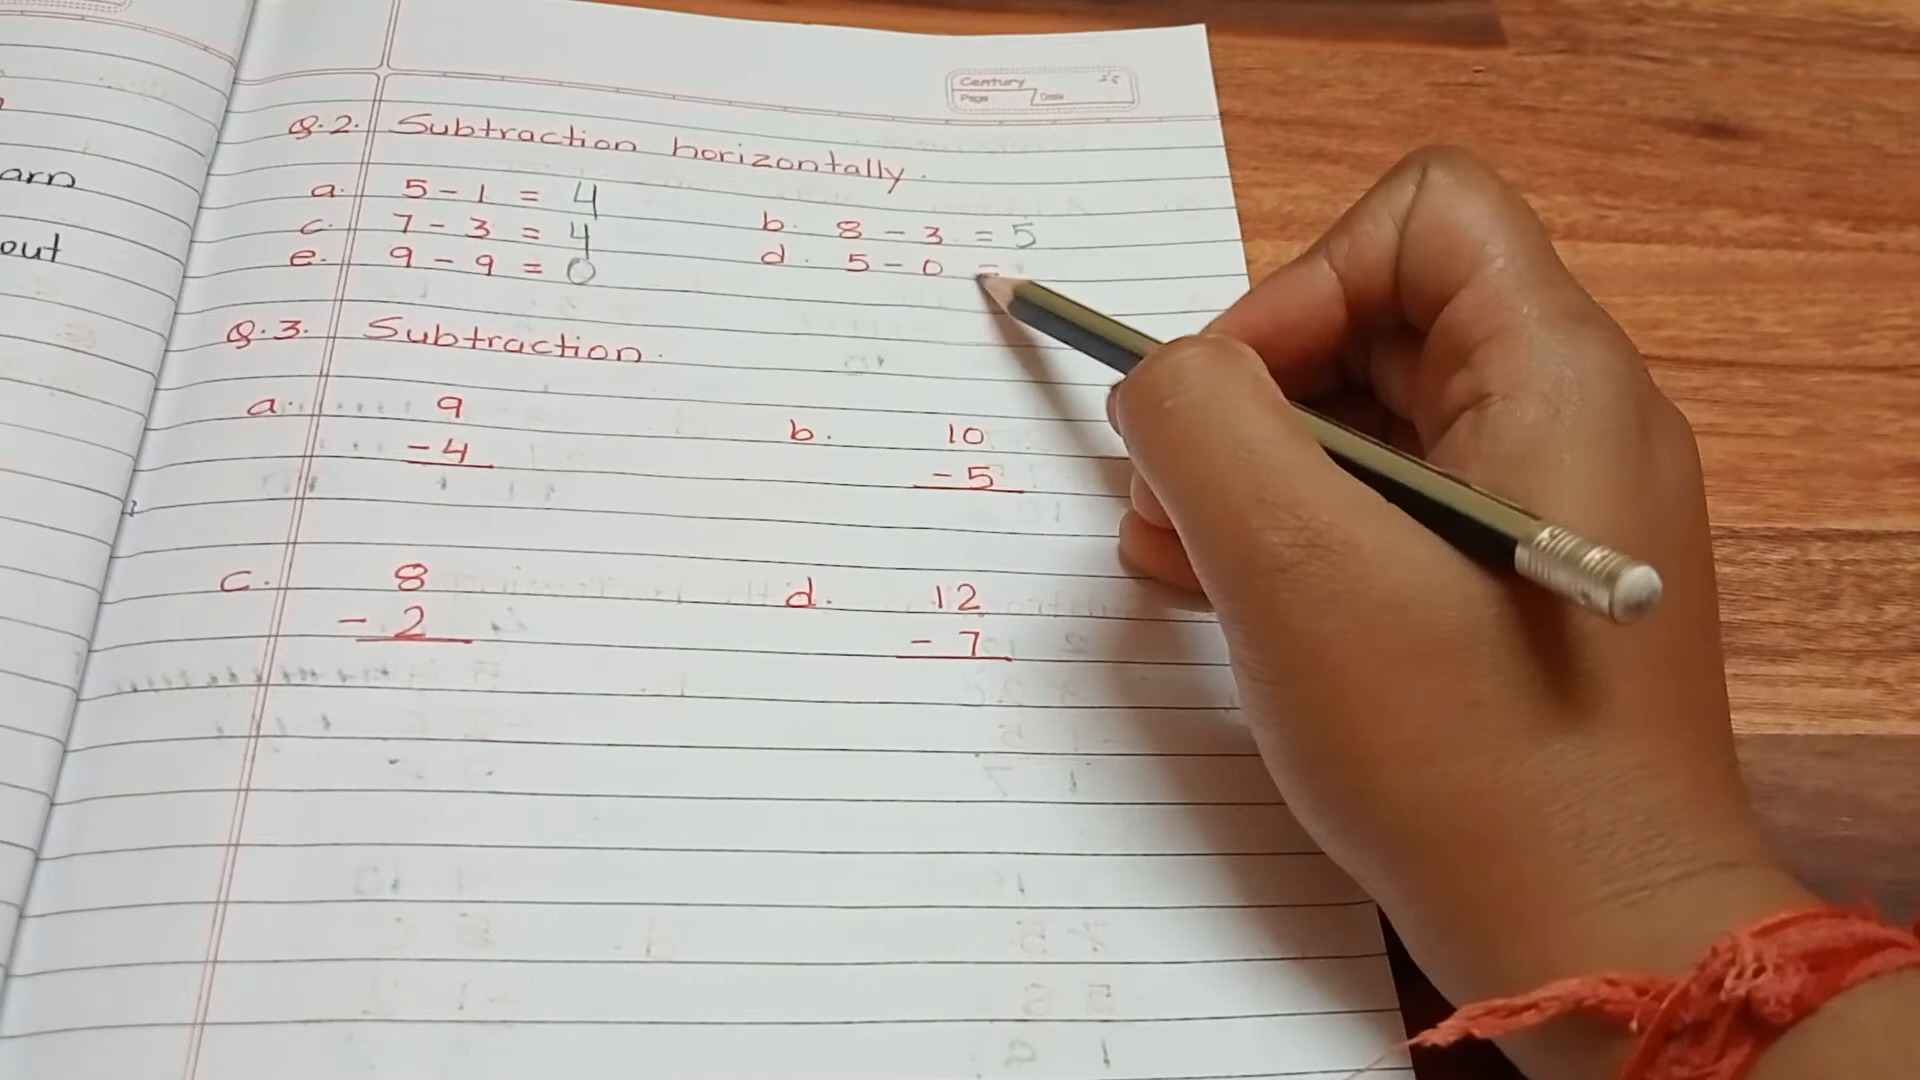 arn
out
Century
Page Date
Q.2. Subtraction horizontally.
a. 5 - 1 = 4
b. 8 - 3 = 5
c. 7 - 3 = 4
d. 5 - 0 =
e. 9 - 9 = 0
Q.3. Subtraction.
a. 9
- 4
b. 10
- 5
c. 8
- 2
d. 12
- 7